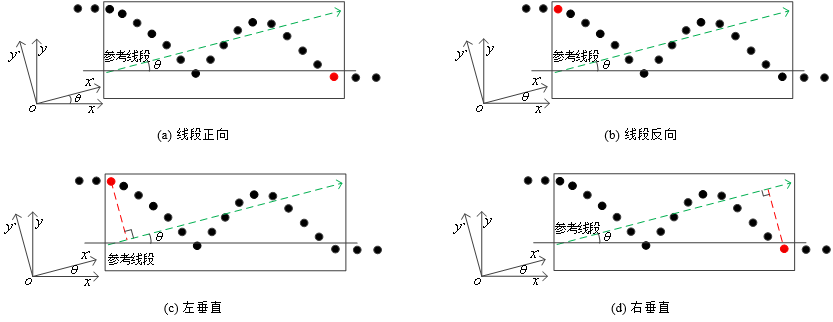 y' y 参考线段 θ x' θ x o
y' y 参考线段 θ x' θ x o
(a) 线段正向
(b) 线段反向
y' y θ 参考线段 x' θ x o
y' y 参考线段 θ x' θ x o
(c) 左垂直
(d) 右垂直